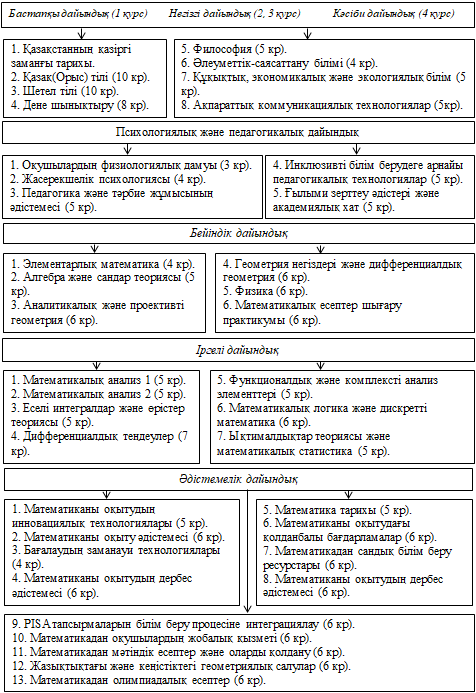 Бастапқы дайындық (1 курс)
Негізгі дайындық (2, 3 курс)
Кәсіби дайындық (4 курс)
1. Қазақстанның қазіргі
заманғы тарихы.
2. Қазақ(Орыс) тілі (10 кр).
3. Шетел тілі (10 кр).
4. Дене шынықтыру (8 кр).
5. Философия (5 кр).
6. Әлеуметтік-саясаттану білімі (4 кр).
7. Құқықтық, экономикалық және экологиялық білім (5
кр).
8. Ақпараттық коммуникациялық технологиялар (5кр).
Психологиялық және педагогикалық дайындық
1. Оқушылардың физиологиялық дамуы (3 кр).
2. Жасерекшелік психологиясы (4 кр).
3. Педагогика және тәрбие жұмысының
әдістемесі (5 кр).
4. Инклюзивті білім берудеге арнайы
педагогикалық технологиялар (5 кр).
5. Ғылыми зерттеу әдістері және
академиялық хат (5 кр).
Бейіндік дайындық
1. Элементарлық математика (4 кр).
2. Алгебра және сандар теориясы (5
кр).
3. Аналитикалық және проективті
геометрия (6 кр).
4. Геометрия негіздері және дифференциалдық
геометрия (6 кр).
5. Физика (6 кр).
6. Математикалық есептер шығару
практикумы (6 кр).
Іргелі дайындық
1. Математикалық анализ 1 (5 кр).
2. Математикалық анализ 2 (5 кр).
3. Еселі интегралдар және өрістер
теориясы (5 кр).
4. Дифференциалдық теңдеулер (7
кр).
5. Функционалдық және комплексті анализ
элементтері (5 кр).
6. Математикалық логика және дискретті
математика (6 кр).
7. Ықтималдықтар теориясы және
математикалық статистика (5 кр).
Әдістемелік дайындық
1. Математиканы оқытудың
инновациялық технологиялары (5 кр).
2. Математиканы оқыту әдістемесі (6 кр).
3. Бағалаудың заманауи технологиялары
(4 кр).
4. Математиканы оқытудың дербес
әдістемесі (6 кр).
5. Математика тарихы (5 кр).
6. Математиканы оқытудағы
қолданбалы бағдарламалар (6 кр).
7. Математикадан сандық білім беру
ресурстары (6 кр).
8. Математиканы оқытудың дербес
әдістемесі (6 кр).
9. PISA тапсырмаларын білім беру процесіне интеграциялау (6 кр).
10. Математикадан оқушылардың жобалық қызметі (6 кр).
11. Математикадан мәтіндік есептер және оларды қолдану (6 кр).
12. Жазықтықтағы және кеңістіктегі геометриялық салулар (6 кр).
13. Математикадан олимпиадалық есептер (6 кр).